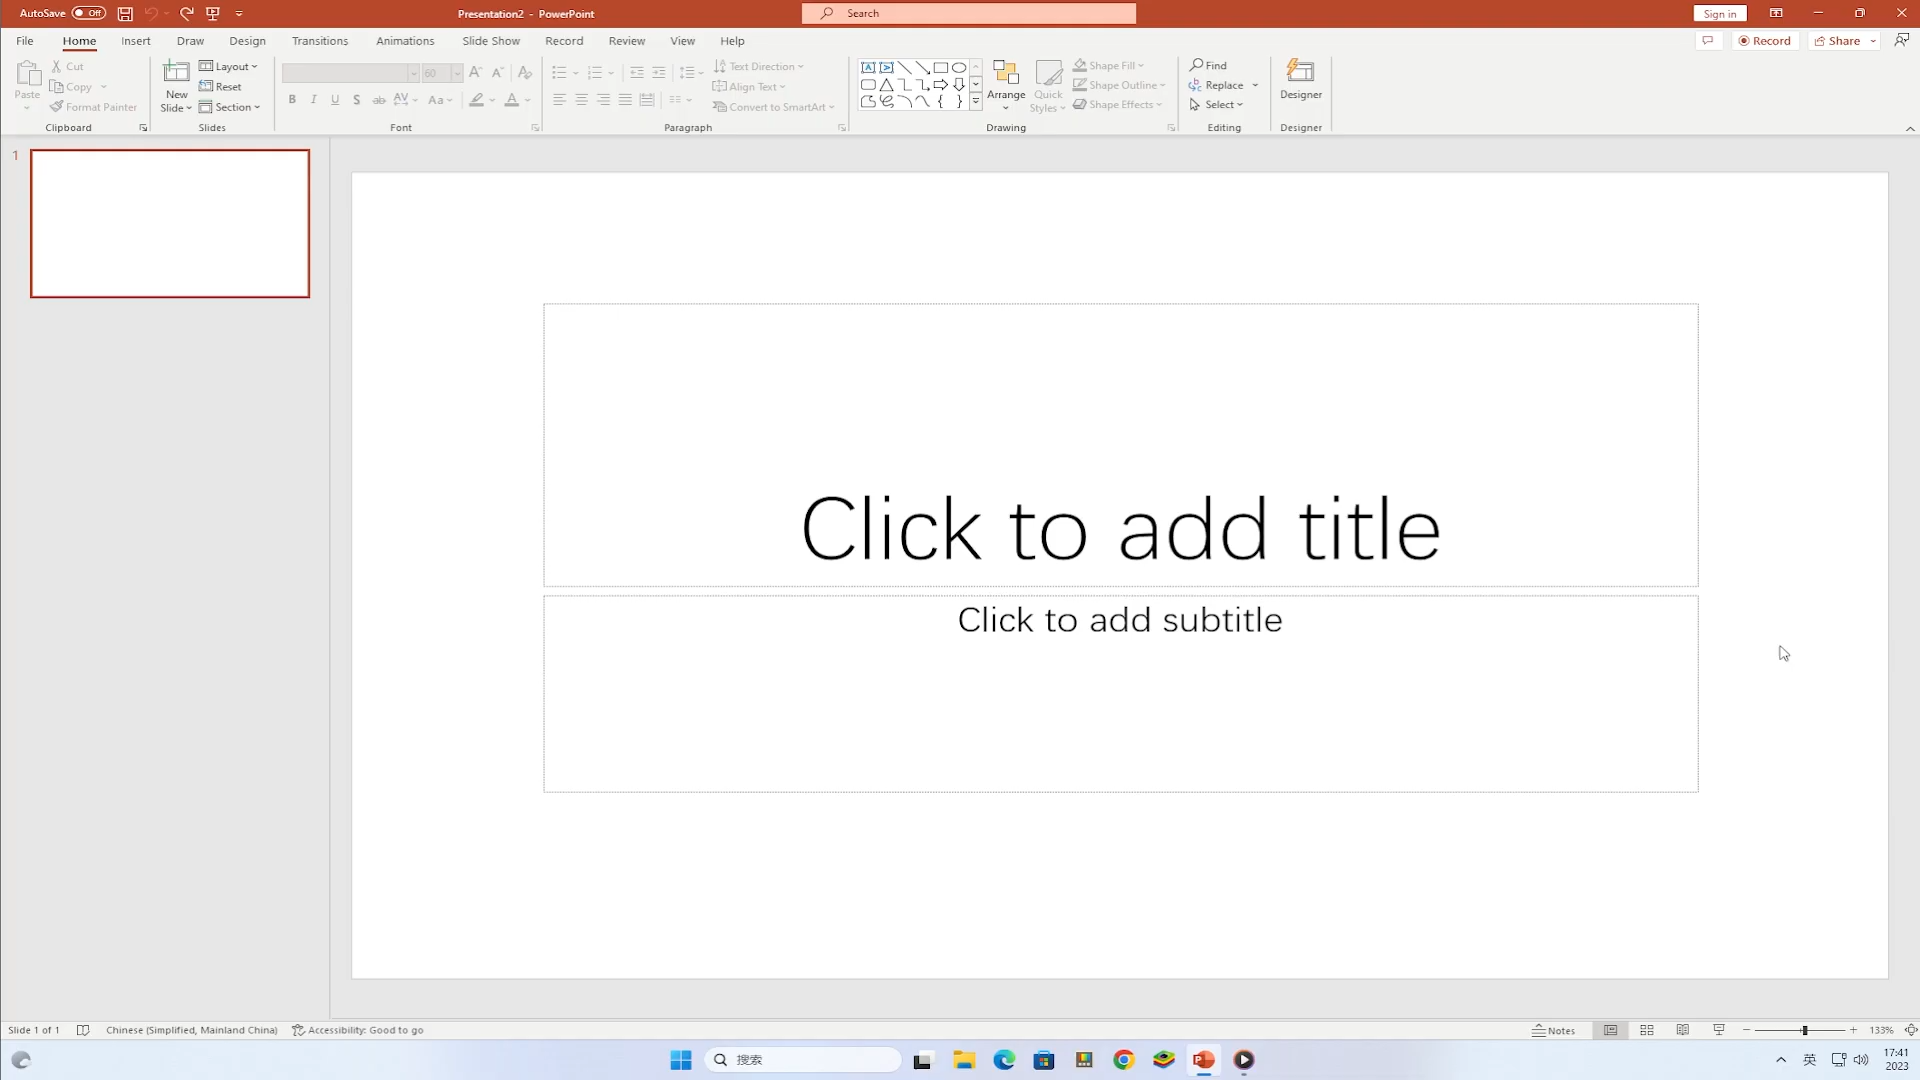 AutoSave Off
Presentation2 - PowerPoint
Search
Sign in
File Home Insert Draw Design Transitions Animations Slide Show Record Review View Help
Record Share
Paste
Cut
Copy
Format Painter
Clipboard
New
Slide
Layout
Reset
Section
Slides
60
B I U S ab AV Aa A
Font
Text Direction
Align Text
Convert to SmartArt
Paragraph
Arrange
Quick
Styles
Shape Fill
Shape Outline
Shape Effects
Drawing
Find
Replace
Select
Editing
Designer
Designer
1
Click to add title
Click to add subtitle
Slide 1 of 1 Chinese (Simplified, Mainland China) Accessibility: Good to go
Notes 133%
搜索
英
17:41
2023